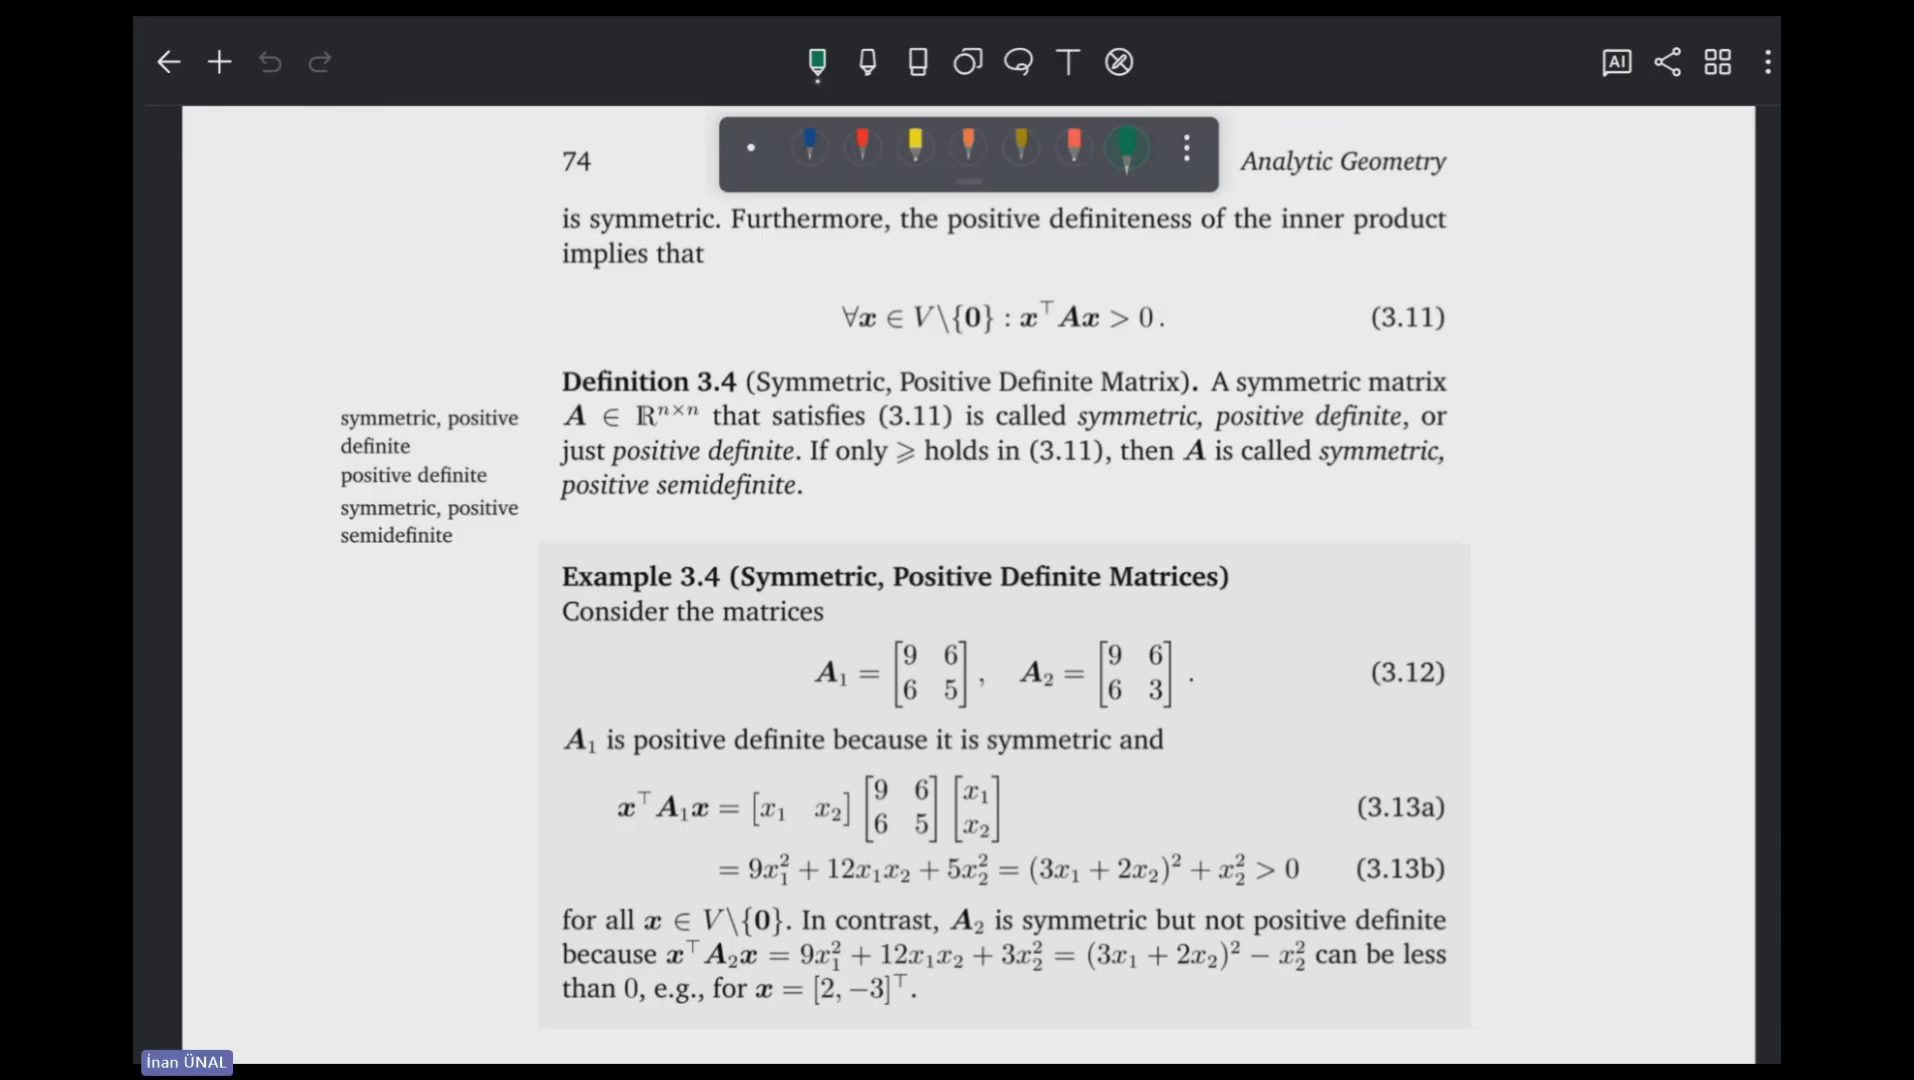 AI
74 Analytic Geometry
is symmetric. Furthermore, the positive definiteness of the inner product
implies that
∀x ∈ V\{0} : x⊤Ax > 0 . (3.11)
Definition 3.4 (Symmetric, Positive Definite Matrix). A symmetric matrix
A ∈ ℝⁿˣⁿ that satisfies (3.11) is called symmetric, positive definite, or
just positive definite. If only ⩾ holds in (3.11), then A is called symmetric,
positive semidefinite.
symmetric, positive
definite
positive definite
symmetric, positive
semidefinite
Example 3.4 (Symmetric, Positive Definite Matrices)
Consider the matrices
A₁ = [9 6; 6 5] , A₂ = [9 6; 6 3] . (3.12)
A₁ is positive definite because it is symmetric and
x⊤A₁x = [x₁ x₂] [9 6; 6 5] [x₁; x₂] (3.13a)
= 9x₁² + 12x₁x₂ + 5x₂² = (3x₁ + 2x₂)² + x₂² > 0 (3.13b)
for all x ∈ V\{0}. In contrast, A₂ is symmetric but not positive definite
because x⊤A₂x = 9x₁² + 12x₁x₂ + 3x₂² = (3x₁ + 2x₂)² − x₂² can be less
than 0, e.g., for x = [2, −3]⊤.
İnan ÜNAL